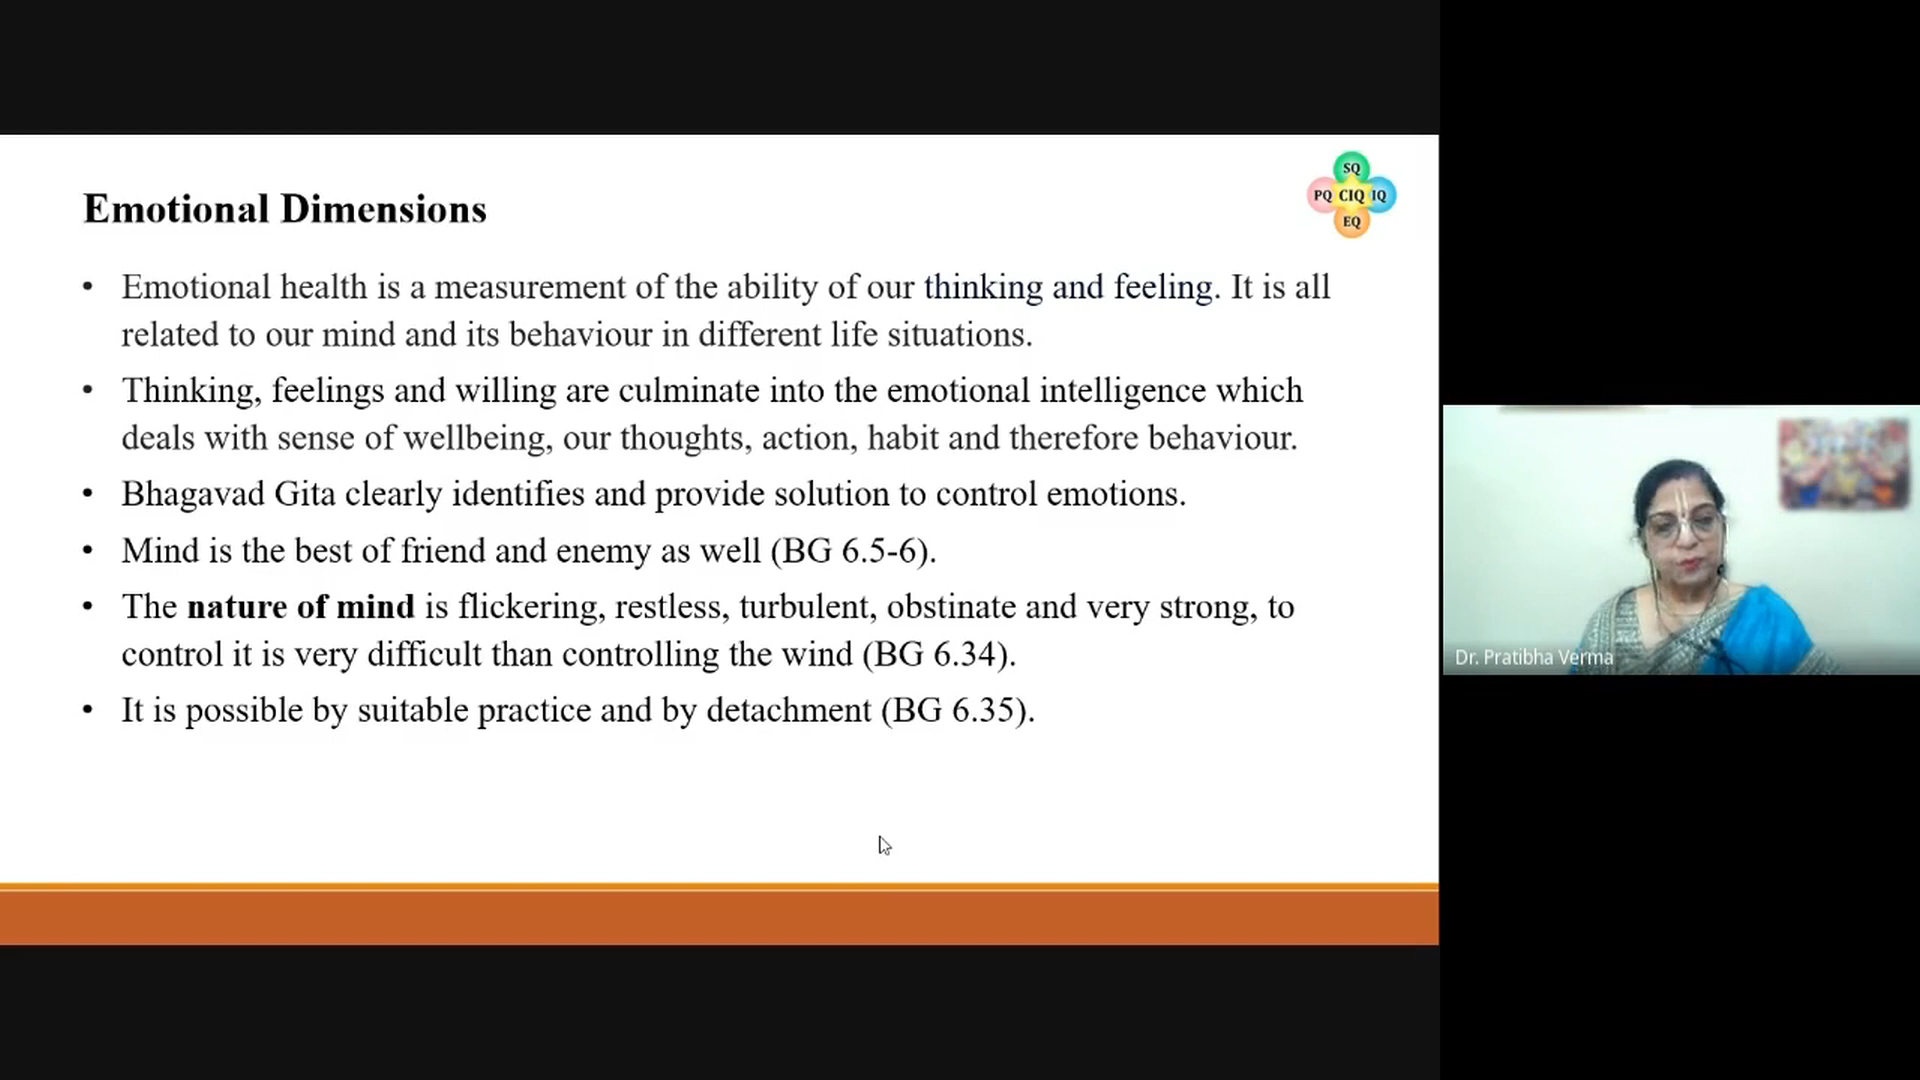 Emotional Dimensions
SQ
PQ CIQ IQ
EQ
• Emotional health is a measurement of the ability of our thinking and feeling. It is all
related to our mind and its behaviour in different life situations.
• Thinking, feelings and willing are culminate into the emotional intelligence which
deals with sense of wellbeing, our thoughts, action, habit and therefore behaviour.
• Bhagavad Gita clearly identifies and provide solution to control emotions.
• Mind is the best of friend and enemy as well (BG 6.5-6).
• The nature of mind is flickering, restless, turbulent, obstinate and very strong, to
control it is very difficult than controlling the wind (BG 6.34).
• It is possible by suitable practice and by detachment (BG 6.35).
Dr. Pratibha Verma